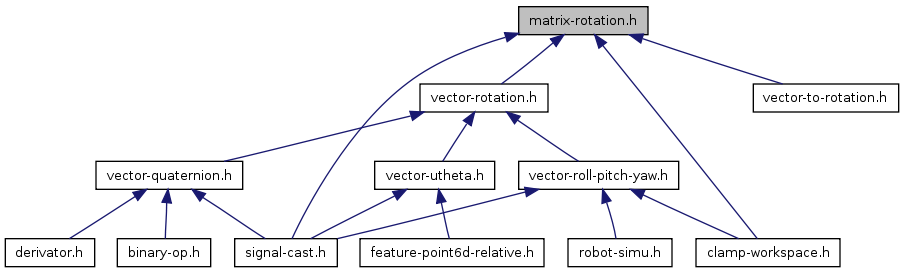 matrix-rotation.h
vector-rotation.h
vector-to-rotation.h
vector-quaternion.h
vector-utheta.h
vector-roll-pitch-yaw.h
derivator.h
binary-op.h
signal-cast.h
feature-point6d-relative.h
robot-simu.h
clamp-workspace.h